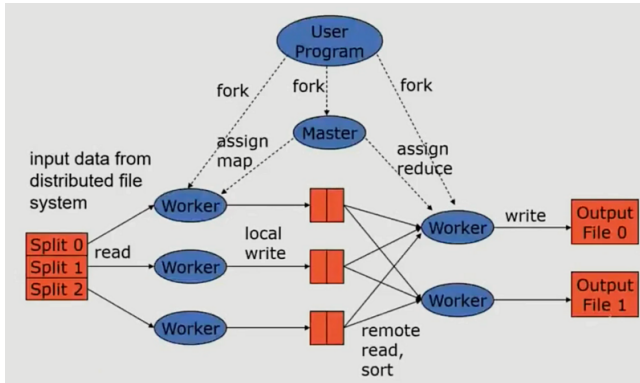 User
Program
fork
fork
fork
Master
assign
map
assign
reduce
input data from
distributed file
system
Worker
Worker
write
Output
File 0
Split 0
Split 1
Split 2
read
local
write
Worker
Worker
Output
File 1
Worker
remote
read,
sort